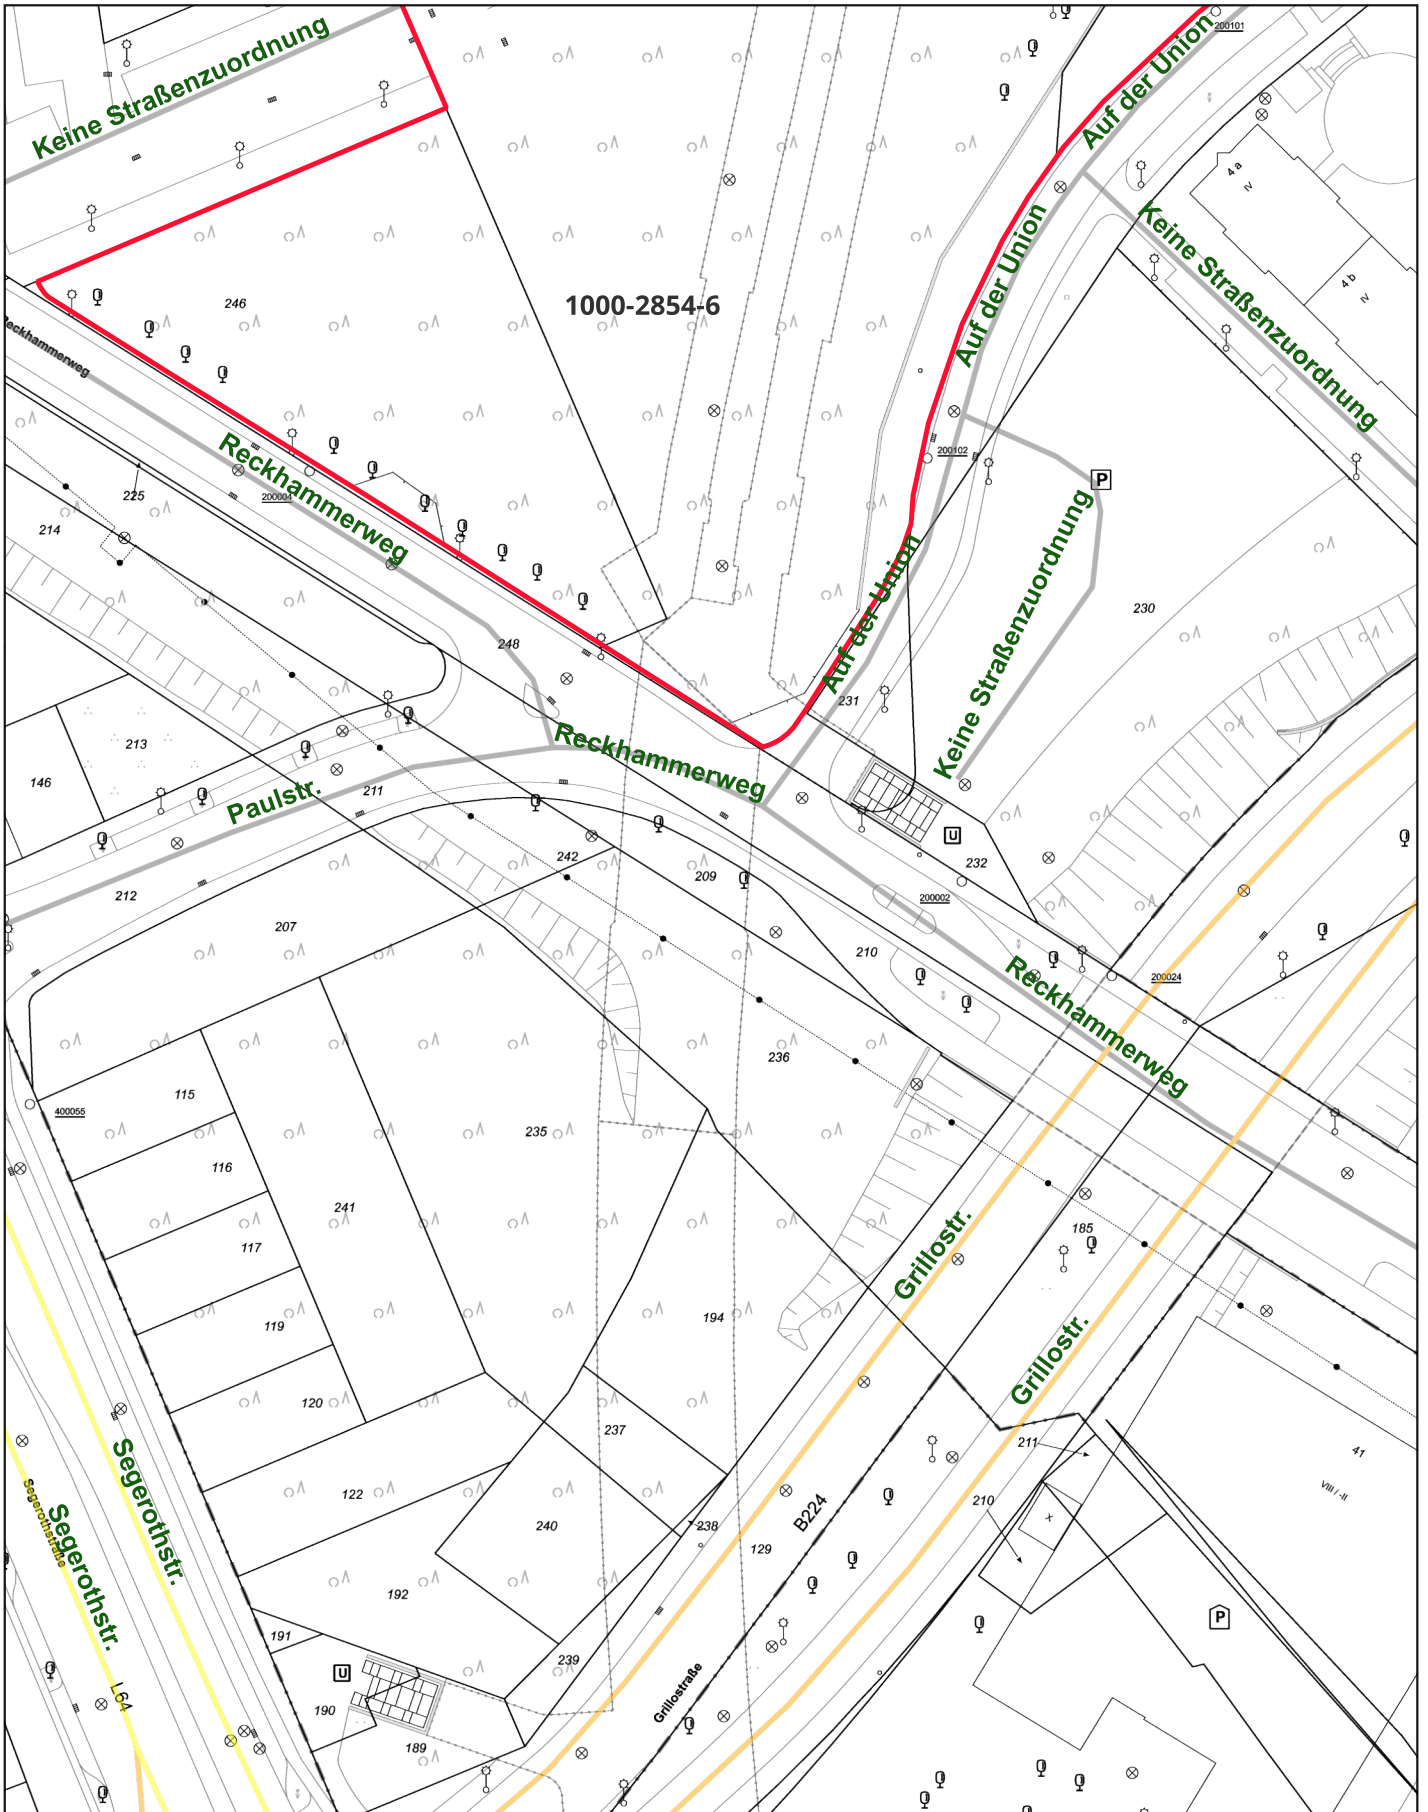 200101
Keine Straßenzuordnung
Auf der Union
4 a
IV
Keine Straßenzuordnung
4 b
IV
246
1000-2854-6
Auf der Union
Reckhammerweg
Reckhammerweg
200102
P
225
200004
214
Auf der Union
Keine Straßenzuordnung
230
248
231
213
Reckhammerweg
146
Paulstr.
211
U
242
232
209
212
200002
207
210
Reckhammerweg
200024
236
115
400055
235
116
241
Grillostr.
185
117
194
119
Grillostr.
120
237
211
41
Segerothstr.
122
VIII / -II
210
B224
X
Segerothstraße
Segerothstr.
240
238
129
192
P
191
239
U
Grillostraße
L64
190
189